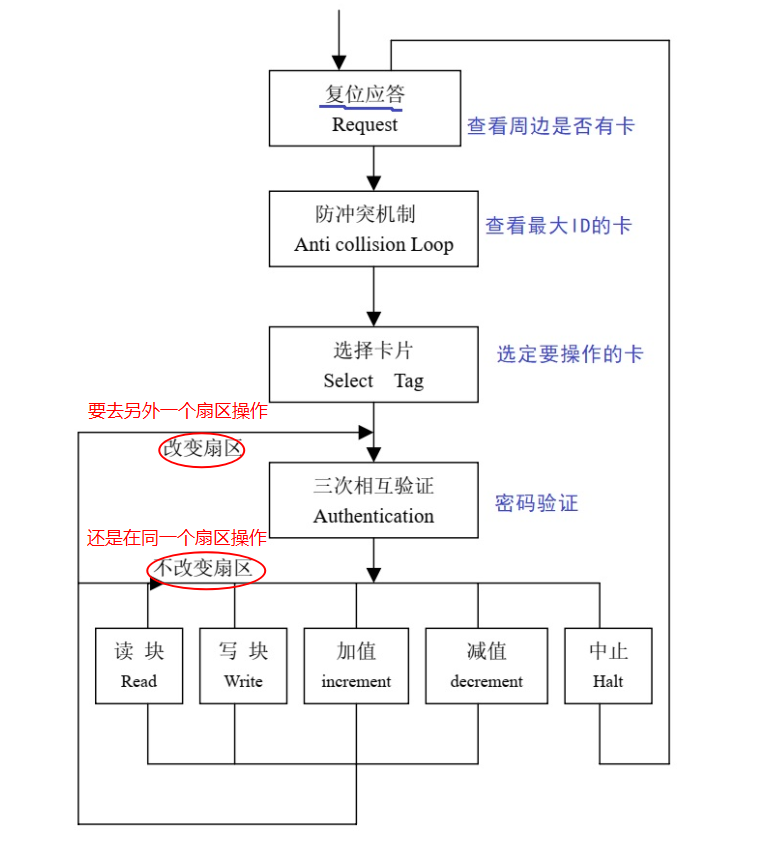 复位应答
Request
查看周边是否有卡
防冲突机制
Anti collision Loop
查看最大ID的卡
选择卡片
Select Tag
选定要操作的卡
要去另外一个扇区操作
改变扇区
三次相互验证
Authentication
密码验证
还是在同一个扇区操作
不改变扇区
读 块
Read
写 块
Write
加值
increment
减值
decrement
中止
Halt